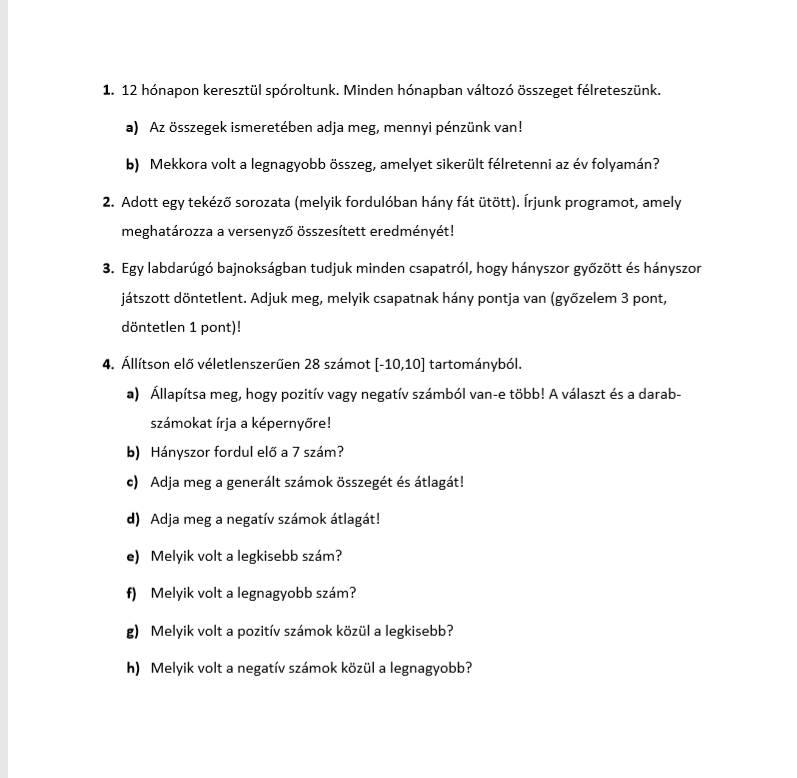 1. 12 hónapon keresztül spóroltunk. Minden hónapban változó összeget félreteszünk.
a) Az összegek ismeretében adja meg, mennyi pénzünk van!
b) Mekkora volt a legnagyobb összeg, amelyet sikerült félretenni az év folyamán?
2. Adott egy tekéző sorozata (melyik fordulóban hány fát ütött). Írjunk programot, amely
meghatározza a versenyző összesített eredményét!
3. Egy labdarúgó bajnokságban tudjuk minden csapatról, hogy hányszor győzött és hányszor
játszott döntetlent. Adjuk meg, melyik csapatnak hány pontja van (győzelem 3 pont,
döntetlen 1 pont)!
4. Állítson elő véletlenszerűen 28 számot [-10,10] tartományból.
a) Állapítsa meg, hogy pozitív vagy negatív számból van-e több! A választ és a darab-
számokat írja a képernyőre!
b) Hányszor fordul elő a 7 szám?
c) Adja meg a generált számok összegét és átlagát!
d) Adja meg a negatív számok átlagát!
e) Melyik volt a legkisebb szám?
f) Melyik volt a legnagyobb szám?
g) Melyik volt a pozitív számok közül a legkisebb?
h) Melyik volt a negatív számok közül a legnagyobb?